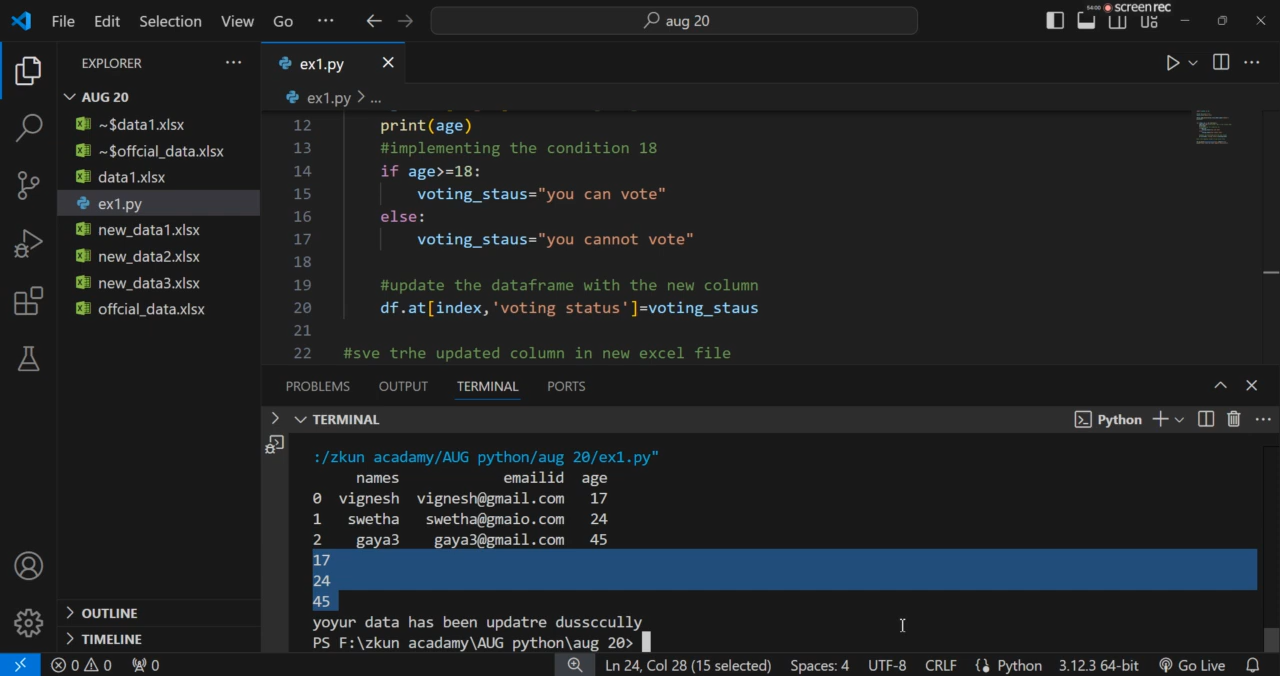 File Edit Selection View Go ··· aug 20
54:00 screenrec
EXPLORER ···
AUG 20
~$data1.xlsx
~$offcial_data.xlsx
data1.xlsx
ex1.py
new_data1.xlsx
new_data2.xlsx
new_data3.xlsx
offcial_data.xlsx
OUTLINE
TIMELINE
ex1.py
ex1.py > ...
12 print(age)
13 #implementing the condition 18
14 if age>=18:
15 voting_staus="you can vote"
16 else:
17 voting_staus="you cannot vote"
18
19 #update the dataframe with the new column
20 df.at[index,'voting status']=voting_staus
21
22 #sve trhe updated column in new excel file
PROBLEMS OUTPUT TERMINAL PORTS
TERMINAL Python
:/zkun acadamy/AUG python/aug 20/ex1.py"
names emailid age
0 vignesh vignesh@gmail.com 17
1 swetha swetha@gmaio.com 24
2 gaya3 gaya3@gmail.com 45
17
24
45
yoyur data has been updatre dussccully
PS F:\zkun acadamy\AUG python\aug 20>
0 0 0 Ln 24, Col 28 (15 selected) Spaces: 4 UTF-8 CRLF Python 3.12.3 64-bit Go Live